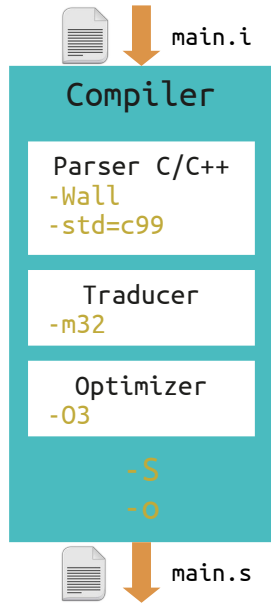 main.i
Compiler
Parser C/C++
-Wall
-std=c99
Traducer
-m32
Optimizer
-O3
-S
-o
main.s